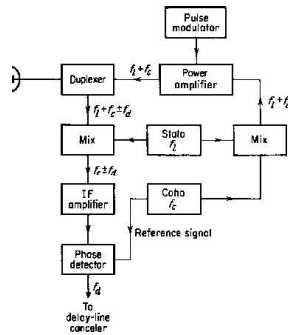 Pulse
modulator
f_l + f_c
Duplexer
Power
amplifier
f_l + f_c ± f_d
f_l + f_c
Mix
Stalo
f_l
Mix
f_c ± f_d
IF
amplifier
Coho
f_c
Reference signal
Phase
detector
f_d
To
delay-line
canceler